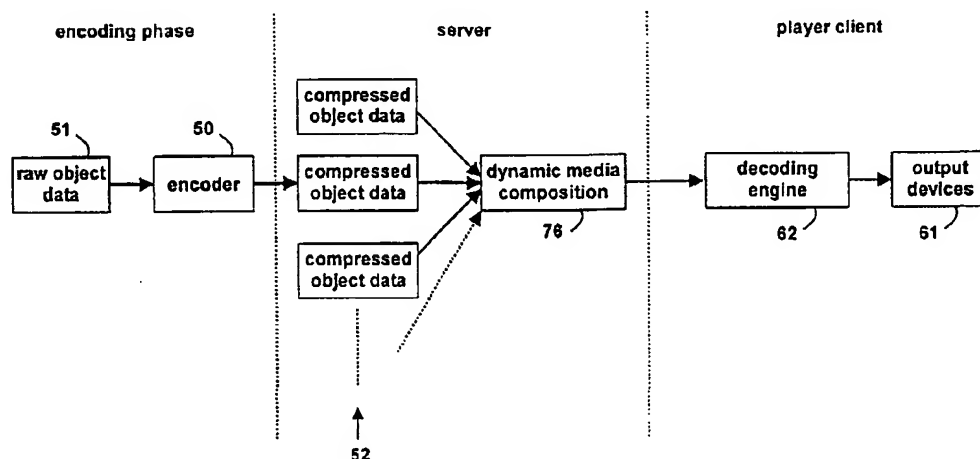 encoding phase
server
player client
compressed
object data
51
50
raw object
data
encoder
compressed
object data
dynamic media
composition
decoding
engine
output
devices
76
62
61
compressed
object data
52